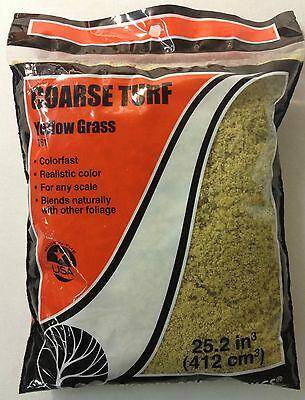 COARSE TURF
Yellow Grass
T61
• Colorfast
• Realistic color
• For any scale
• Blends naturally
with other foliage
USA
25.2 in³
(412 cm³)